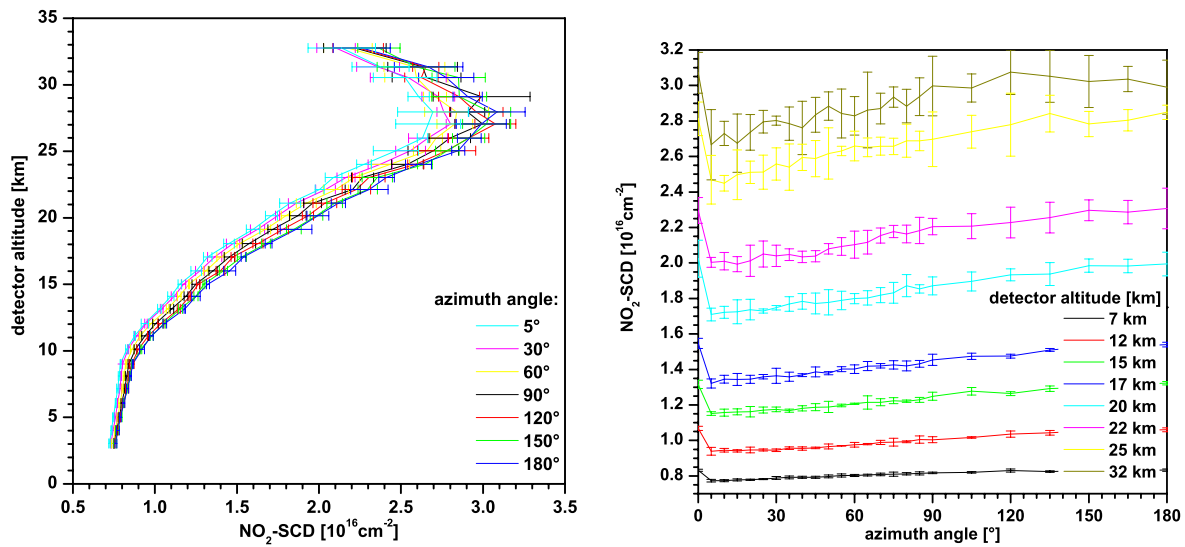 35
30
25
20
15
10
5
0
detector altitude [km]
0.5 1.0 1.5 2.0 2.5 3.0 3.5
NO₂-SCD [10¹⁶cm⁻²]
azimuth angle:
5°
30°
60°
90°
120°
150°
180°
3.2
3.0
2.8
2.6
2.4
2.2
2.0
1.8
1.6
1.4
1.2
1.0
0.8
NO₂-SCD [10¹⁶cm⁻²]
0 30 60 90 120 150 180
azimuth angle [°]
detector altitude [km]
7 km
12 km
15 km
17 km
20 km
22 km
25 km
32 km